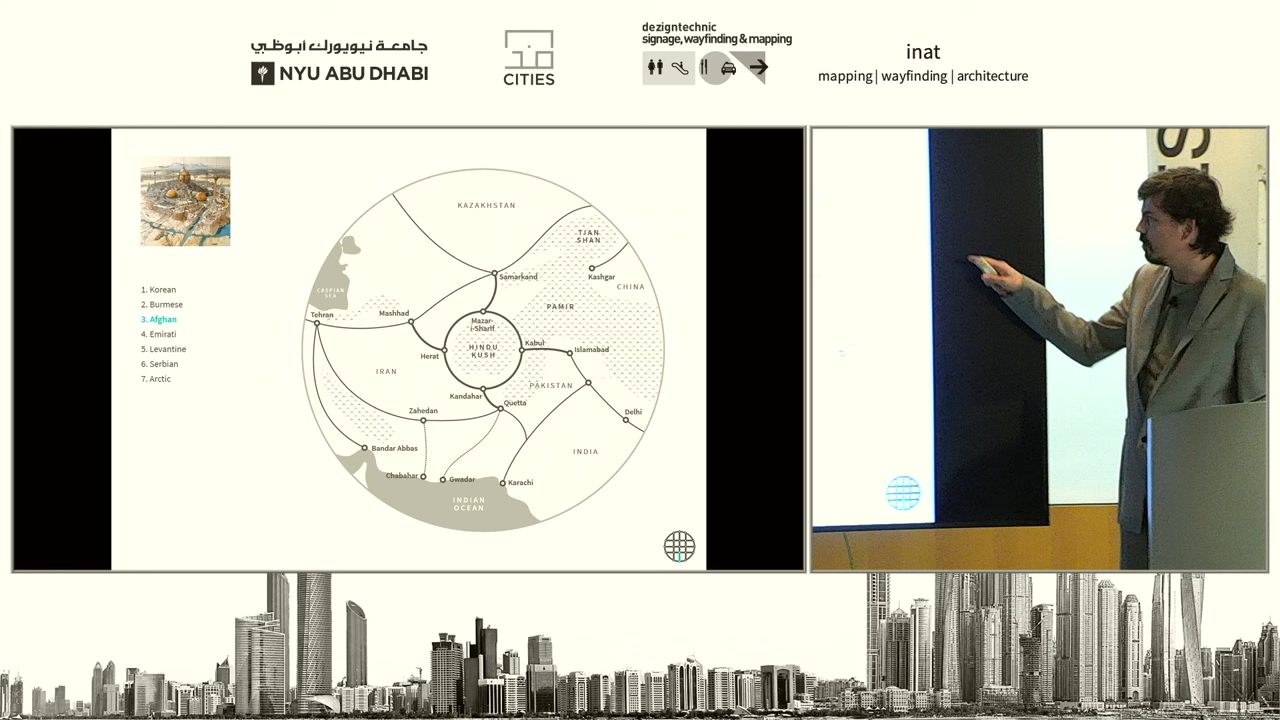 جامعة نيويورك أبوظبي
NYU ABU DHABI
CITIES
dezigntechnic
signage, wayfinding & mapping
inat
mapping | wayfinding | architecture
1. Korean
2. Burmese
3. Afghan
4. Emirati
5. Levantine
6. Serbian
7. Arctic
KAZAKHSTAN
TIAN
SHAN
Samarkand
Kashgar
CHINA
CASPIAN
SEA
PAMIR
Tehran
Mashhad
Mazar-
i-Sharif
Kabul
HINDU
KUSH
Islamabad
Herat
IRAN
PAKISTAN
Kandahar
Quetta
Zahedan
Delhi
Bandar Abbas
INDIA
Chabahar
Gwadar
Karachi
INDIAN
OCEAN